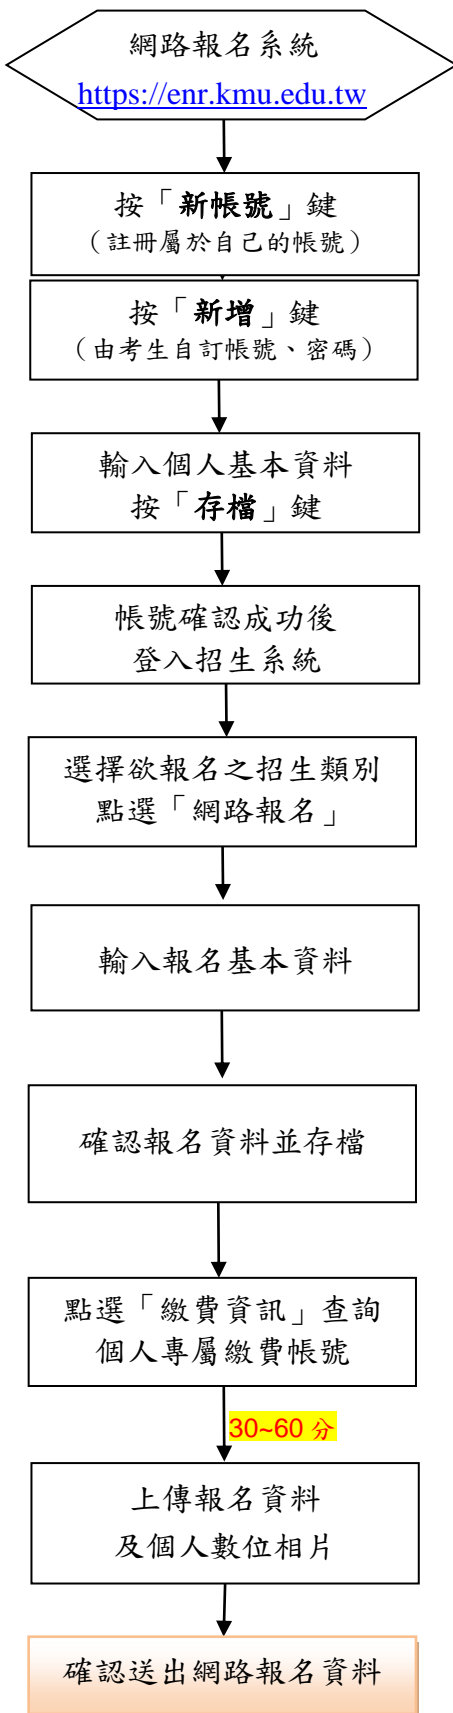 網路報名系統
https://enr.kmu.edu.tw
按「新帳號」鍵
（註冊屬於自己的帳號）
按「新增」鍵
（由考生自訂帳號、密碼）
輸入個人基本資料
按「存檔」鍵
帳號確認成功後
登入招生系統
選擇欲報名之招生類別
點選「網路報名」
輸入報名基本資料
確認報名資料並存檔
點選「繳費資訊」查詢
個人專屬繳費帳號
30~60 分
上傳報名資料
及個人數位相片
確認送出網路報名資料